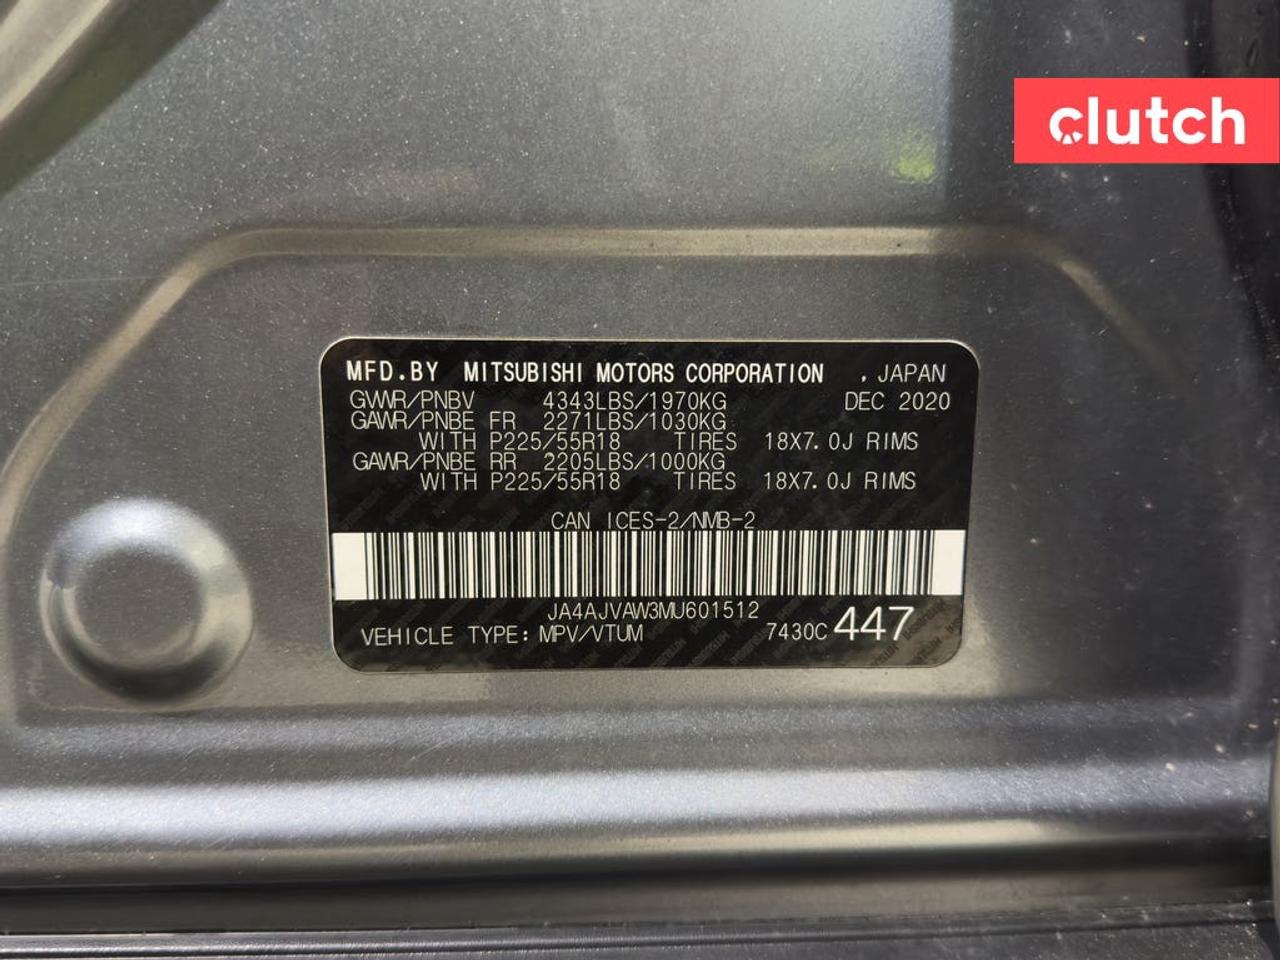 clutch
MFD.BY MITSUBISHI MOTORS CORPORATION , JAPAN
GVWR/PNBV 4343LBS/1970KG DEC 2020
GAWR/PNBE FR 2271LBS/1030KG
WITH P225/55R18 TIRES 18X7.0J RIMS
GAWR/PNBE RR 2205LBS/1000KG
WITH P225/55R18 TIRES 18X7.0J RIMS
CAN ICES-2/NMB-2
JA4AJVAW3MU601512
VEHICLE TYPE: MPV/VTUM 7430C 447